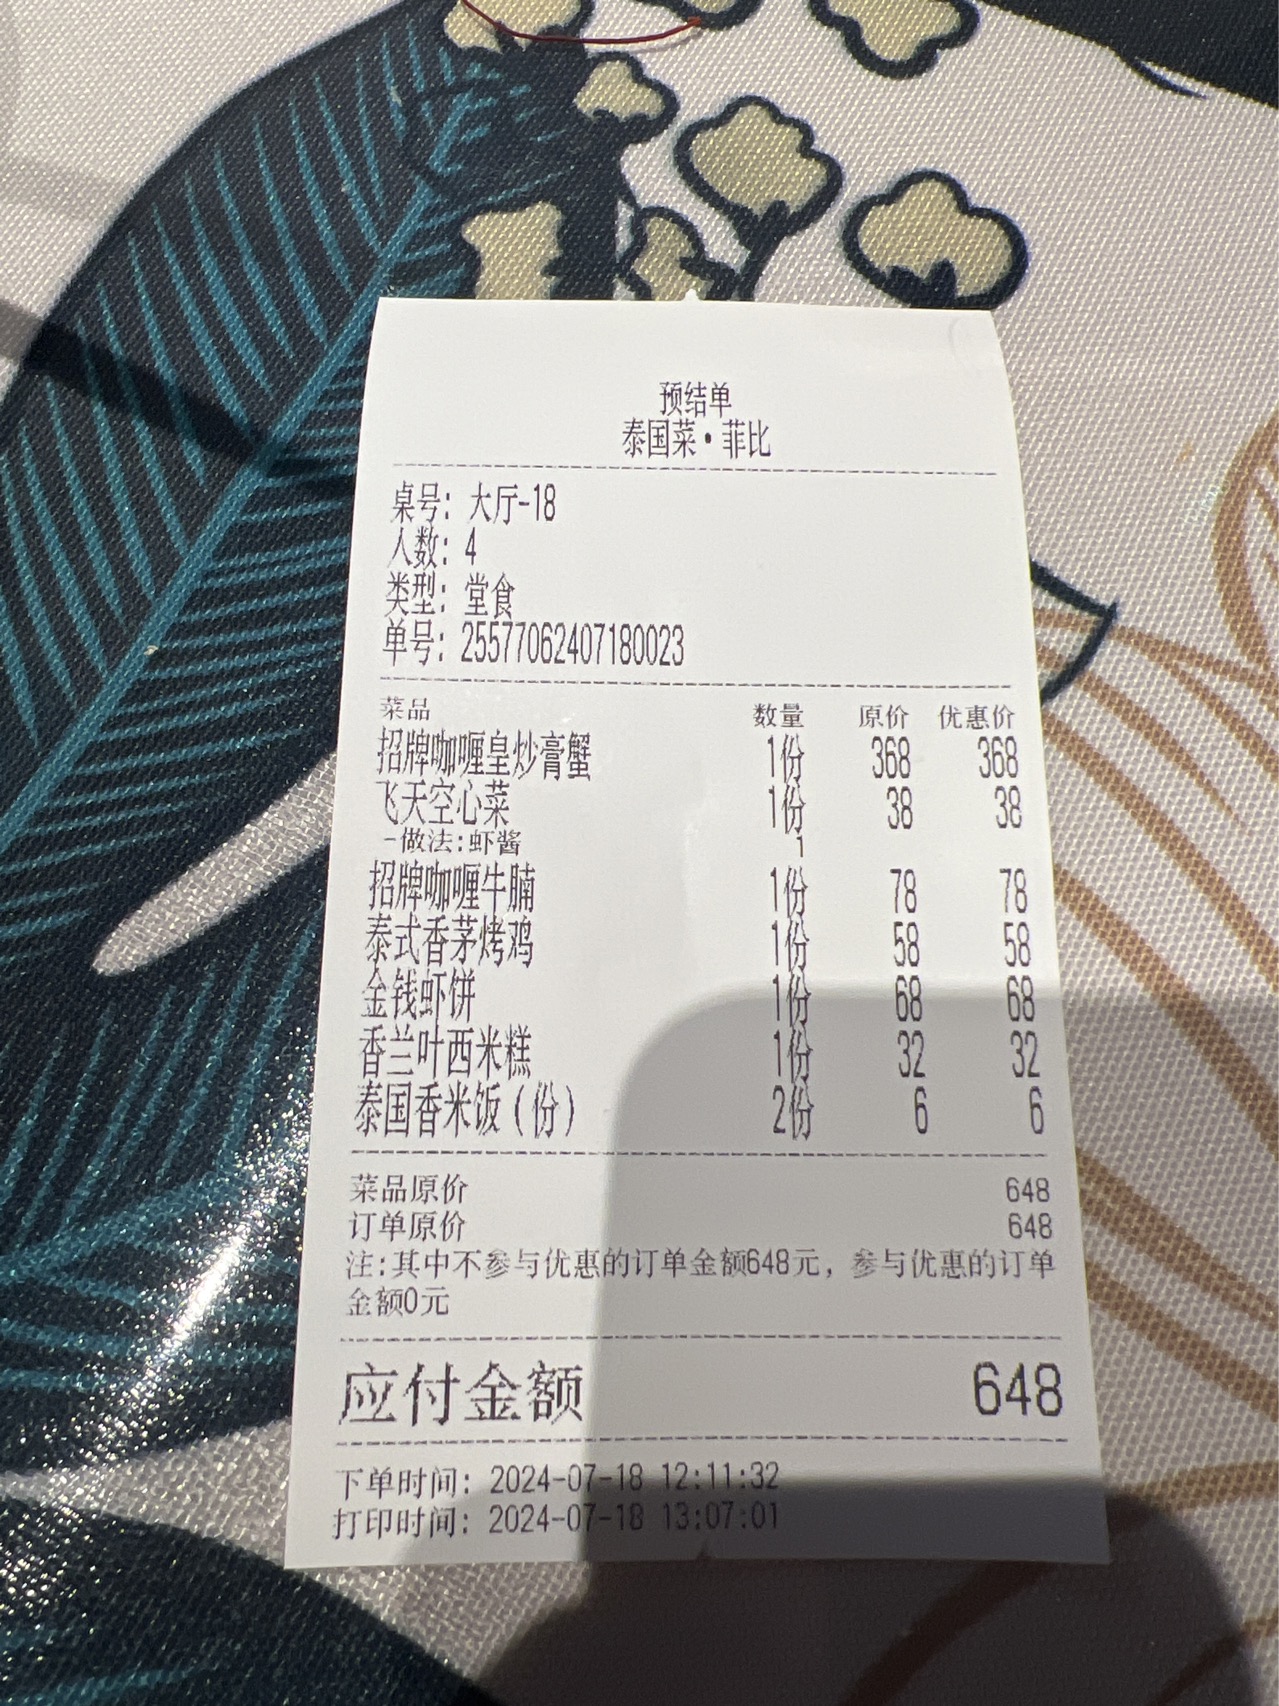 预结单
泰国菜•菲比
桌号: 大厅-18
人数: 4
类型: 堂食
单号: 25577062407180023
菜品 数量 原价 优惠价
招牌咖喱皇炒膏蟹 1份 368 368
飞天空心菜 1份 38 38
-做法:虾酱 1
招牌咖喱牛腩 1份 78 78
泰式香茅烤鸡 1份 58 58
金钱虾饼 1份 68 68
香兰叶西米糕 1份 32 32
泰国香米饭(份) 2份 6 6
菜品原价 648
订单原价 648
注:其中不参与优惠的订单金额648元, 参与优惠的订单
金额0元
应付金额 648
下单时间: 2024-07-18 12:11:32
打印时间: 2024-07-18 13:07:01